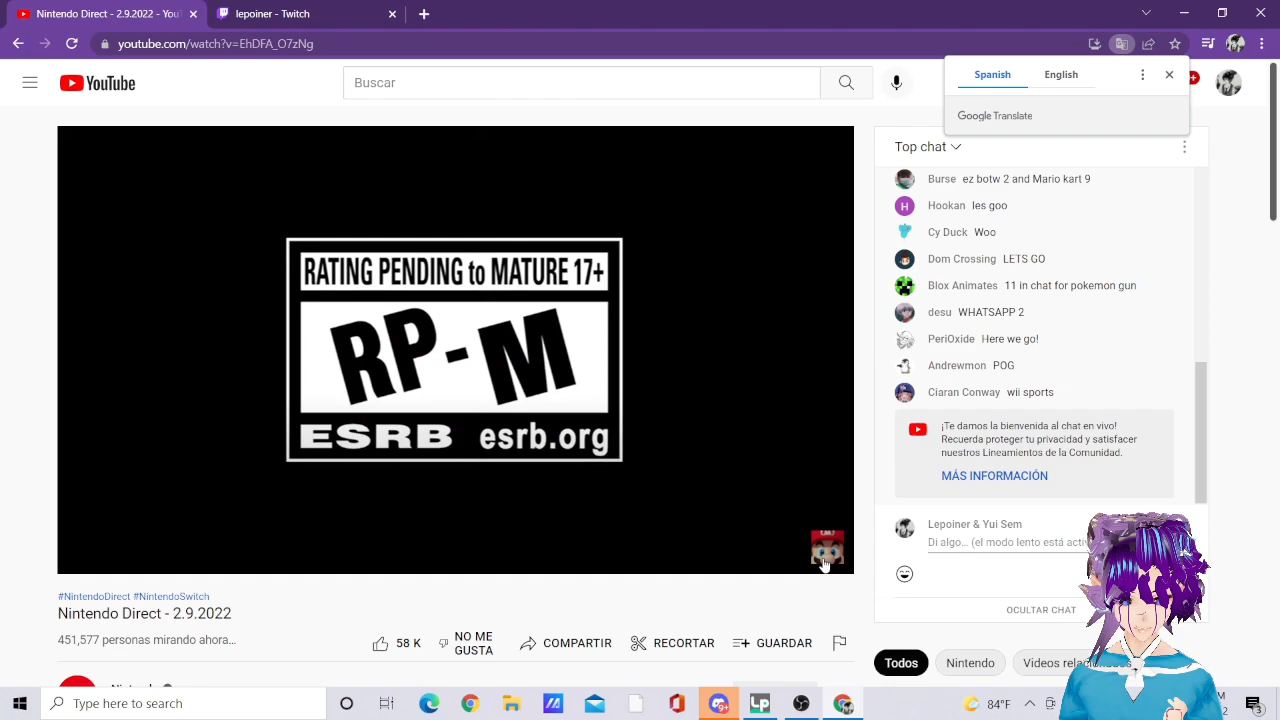 Nintendo Direct - 2.9.2022 - Yo
lepoiner - Twitch
youtube.com/watch?v=EhDFA_O7zNg
Spanish
English
Google Translate
YouTube
Buscar
Top chat
Burse ez botw 2 and Mario kart 9
H
Hookan les goo
Cy Duck Woo
Dom Crossing LETS GO
Blox Animates 11 in chat for pokemon gun
desu WHATSAPP 2
PeriOxide Here we go!
Andrewmon POG
Ciaran Conway wii sports
¡Te damos la bienvenida al chat en vivo!
Recuerda proteger tu privacidad y satisfacer
nuestros Lineamientos de la Comunidad.
MÁS INFORMACIÓN
Lepoiner & Yui Sem
Di algo... (el modo lento está activ
OCULTAR CHAT
RATING PENDING to MATURE 17+
RP-M
ESRB esrb.org
#NintendoDirect #NintendoSwitch
Nintendo Direct - 2.9.2022
451,577 personas mirando ahora...
58 K
NO ME
GUSTA
COMPARTIR
RECORTAR
GUARDAR
Todos
Nintendo
Videos relac
Type here to search
9+
Lp
84°F
3